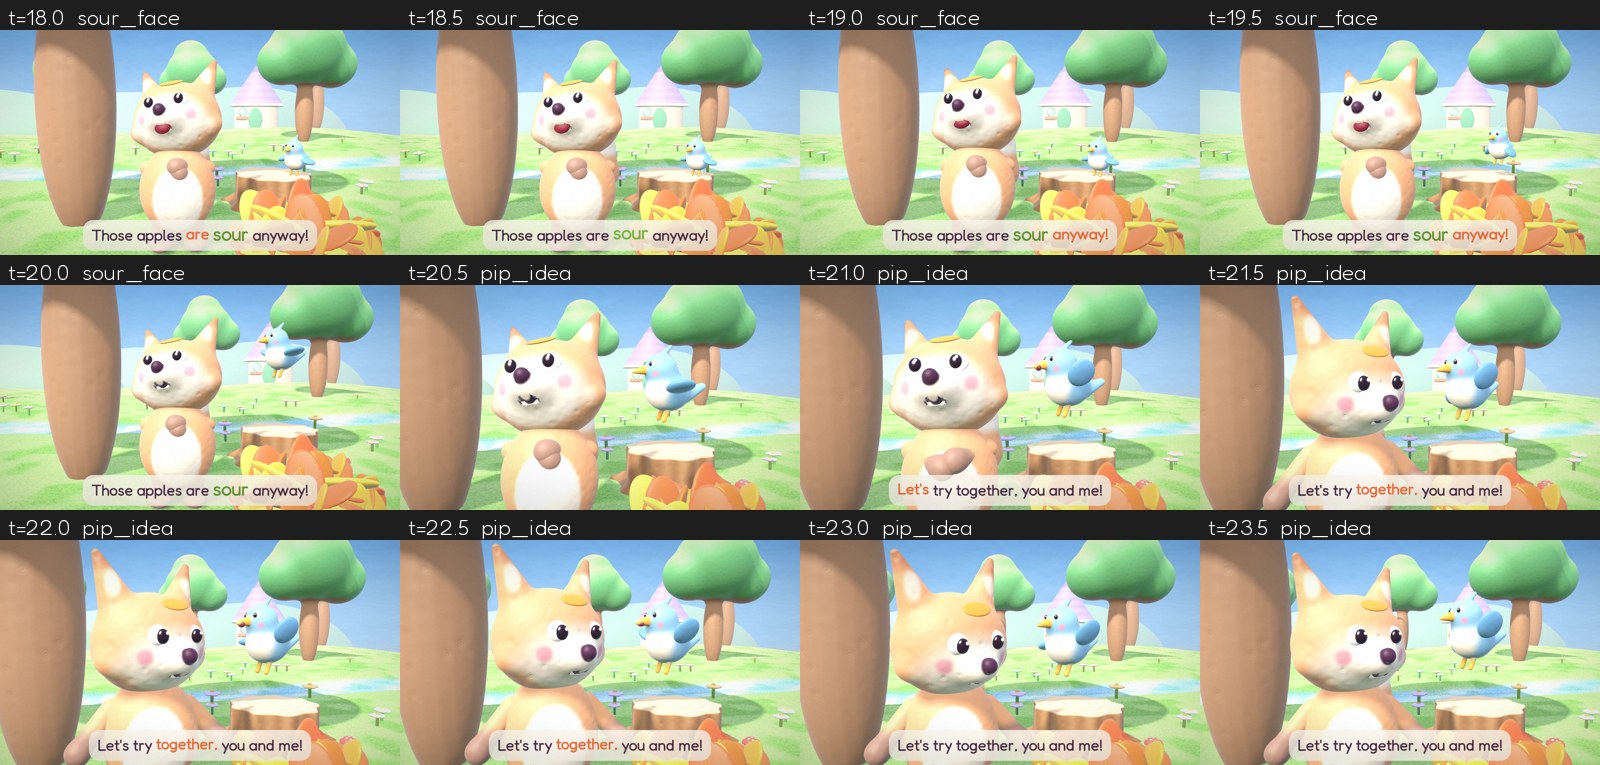 t=18.0 sour_face
t=18.5 sour_face
t=19.0 sour_face
t=19.5 sour_face
Those apples are sour anyway!
Those apples are sour anyway!
Those apples are sour anyway!
Those apples are sour anyway!
t=20.0 sour_face
t=20.5 pip_idea
t=21.0 pip_idea
t=21.5 pip_idea
Those apples are sour anyway!
Let's try together, you and me!
Let's try together, you and me!
t=22.0 pip_idea
t=22.5 pip_idea
t=23.0 pip_idea
t=23.5 pip_idea
Let's try together, you and me!
Let's try together, you and me!
Let's try together, you and me!
Let's try together, you and me!